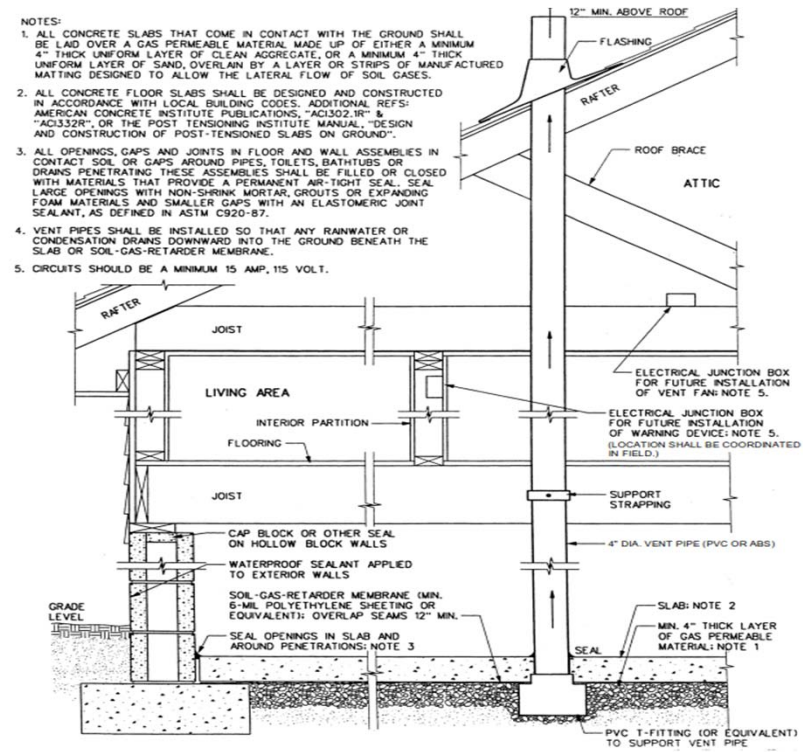 NOTES:
1. ALL CONCRETE SLABS THAT COME IN CONTACT WITH THE GROUND SHALL
BE LAID OVER A GAS PERMEABLE MATERIAL MADE UP OF EITHER A MINIMUM
4" THICK UNIFORM LAYER OF CLEAN AGGREGATE, OR A MINIMUM 4" THICK
UNIFORM LAYER OF SAND, OVERLAIN BY A LAYER OR STRIPS OF MANUFACTURED
MATTING DESIGNED TO ALLOW THE LATERAL FLOW OF SOIL GASES.
2. ALL CONCRETE FLOOR SLABS SHALL BE DESIGNED AND CONSTRUCTED
IN ACCORDANCE WITH LOCAL BUILDING CODES. ADDITIONAL REFS:
AMERICAN CONCRETE INSTITUTE PUBLICATIONS, "ACI302.1R" &
"ACI332R", OR THE POST TENSIONING INSTITUTE MANUAL, "DESIGN
AND CONSTRUCTION OF POST-TENSIONED SLABS ON GROUND".
3. ALL OPENINGS, GAPS AND JOINTS IN FLOOR AND WALL ASSEMBLIES IN
CONTACT SOIL OR GAPS AROUND PIPES, TOILETS, BATHTUBS OR
DRAINS PENETRATING THESE ASSEMBLIES SHALL BE FILLED OR CLOSED
WITH MATERIALS THAT PROVIDE A PERMANENT AIR-TIGHT SEAL. SEAL
LARGE OPENINGS WITH NON-SHRINK MORTAR, GROUTS OR EXPANDING
FOAM MATERIALS AND SMALLER GAPS WITH AN ELASTOMERIC JOINT
SEALANT, AS DEFINED IN ASTM C920-87.
4. VENT PIPES SHALL BE INSTALLED SO THAT ANY RAINWATER OR
CONDENSATION DRAINS DOWNWARD INTO THE GROUND BENEATH THE
SLAB OR SOIL-GAS-RETARDER MEMBRANE.
5. CIRCUITS SHOULD BE A MINIMUM 15 AMP, 115 VOLT.
12" MIN. ABOVE ROOF
FLASHING
RAFTER
ROOF BRACE
ATTIC
RAFTER
JOIST
ELECTRICAL JUNCTION BOX
FOR FUTURE INSTALLATION
OF VENT FAN; NOTE 5.
LIVING AREA
INTERIOR PARTITION
ELECTRICAL JUNCTION BOX
FOR FUTURE INSTALLATION
OF WARNING DEVICE; NOTE 5.
(LOCATION SHALL BE COORDINATED
IN FIELD.)
FLOORING
JOIST
SUPPORT
STRAPPING
CAP BLOCK OR OTHER SEAL
ON HOLLOW BLOCK WALLS
4" DIA. VENT PIPE (PVC OR ABS)
WATERPROOF SEALANT APPLIED
TO EXTERIOR WALLS
SOIL-GAS-RETARDER MEMBRANE (MIN.
6-MIL POLYETHYLENE SHEETING OR
EQUIVALENT); OVERLAP SEAMS 12" MIN.
GRADE
LEVEL
SLAB; NOTE 2
SEAL OPENINGS IN SLAB AND
AROUND PENETRATIONS; NOTE 3
SEAL
MIN. 4" THICK LAYER
OF GAS PERMEABLE
MATERIAL; NOTE 1
PVC T-FITTING (OR EQUIVALENT)
TO SUPPORT VENT PIPE